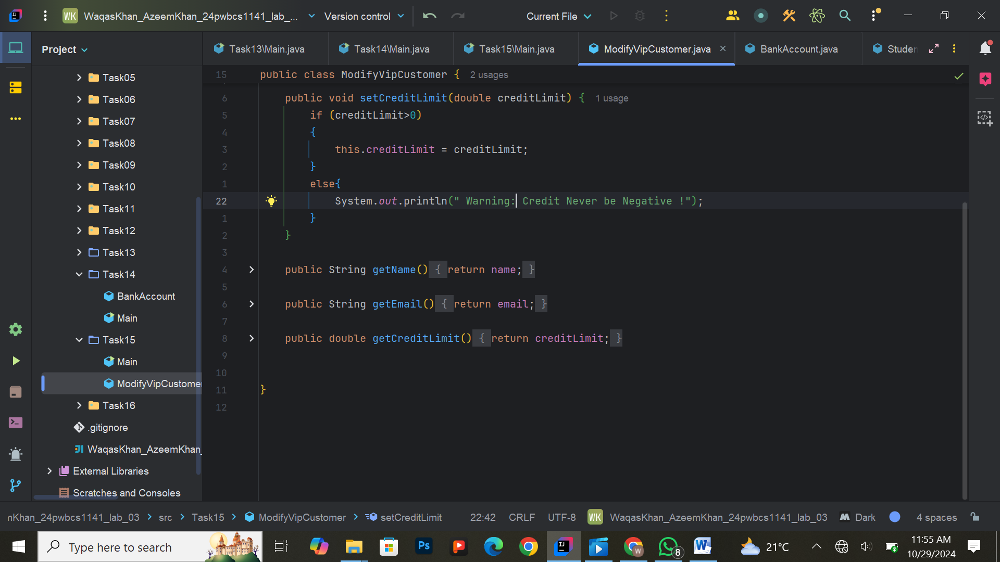 WK WaqasKhan_AzeemKhan_24pwbcs1141_lab_... Version control Current File
Project
Task13\Main.java Task14\Main.java Task15\Main.java ModifyVipCustomer.java BankAccount.java Studen
Task05
Task06
Task07
Task08
Task09
Task10
Task11
Task12
Task13
Task14
BankAccount
Main
Task15
Main
ModifyVipCustomer
Task16
.gitignore
WaqasKhan_AzeemKhan_
External Libraries
Scratches and Consoles
15 public class ModifyVipCustomer { 2 usages
6 public void setCreditLimit(double creditLimit) { 1 usage
5 if (creditLimit>0)
4 {
3 this.creditLimit = creditLimit;
2 }
1 else{
22 System.out.println(" Warning: Credit Never be Negative !");
1 }
2 }
3
4 public String getName() { return name; }
5
6 public String getEmail() { return email; }
7
8 public double getCreditLimit() { return creditLimit; }
9
10
11 }
12
nKhan_24pwbcs1141_lab_03 > src > Task15 > ModifyVipCustomer > setCreditLimit 22:42 CRLF UTF-8 WK WaqasKhan_AzeemKhan_24pwbcs1141_lab_03 Dark 4 spaces
Type here to search Ps IJ W 8 W 21°C 11:55 AM
10/29/2024